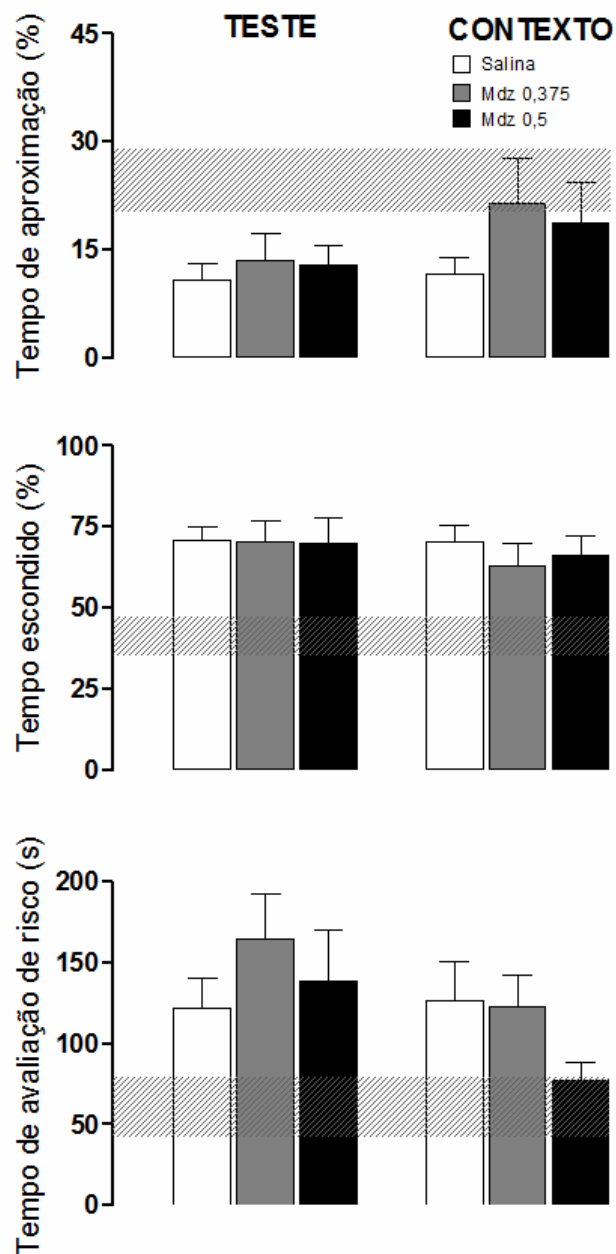 TESTE
CONTEXTO
Salina
Mdz 0,375
Mdz 0,5
Tempo de aproximação (%)
45
30
15
0
Tempo escondido (%)
100
75
50
25
0
Tempo de avaliação de risco (s)
200
150
100
50
0